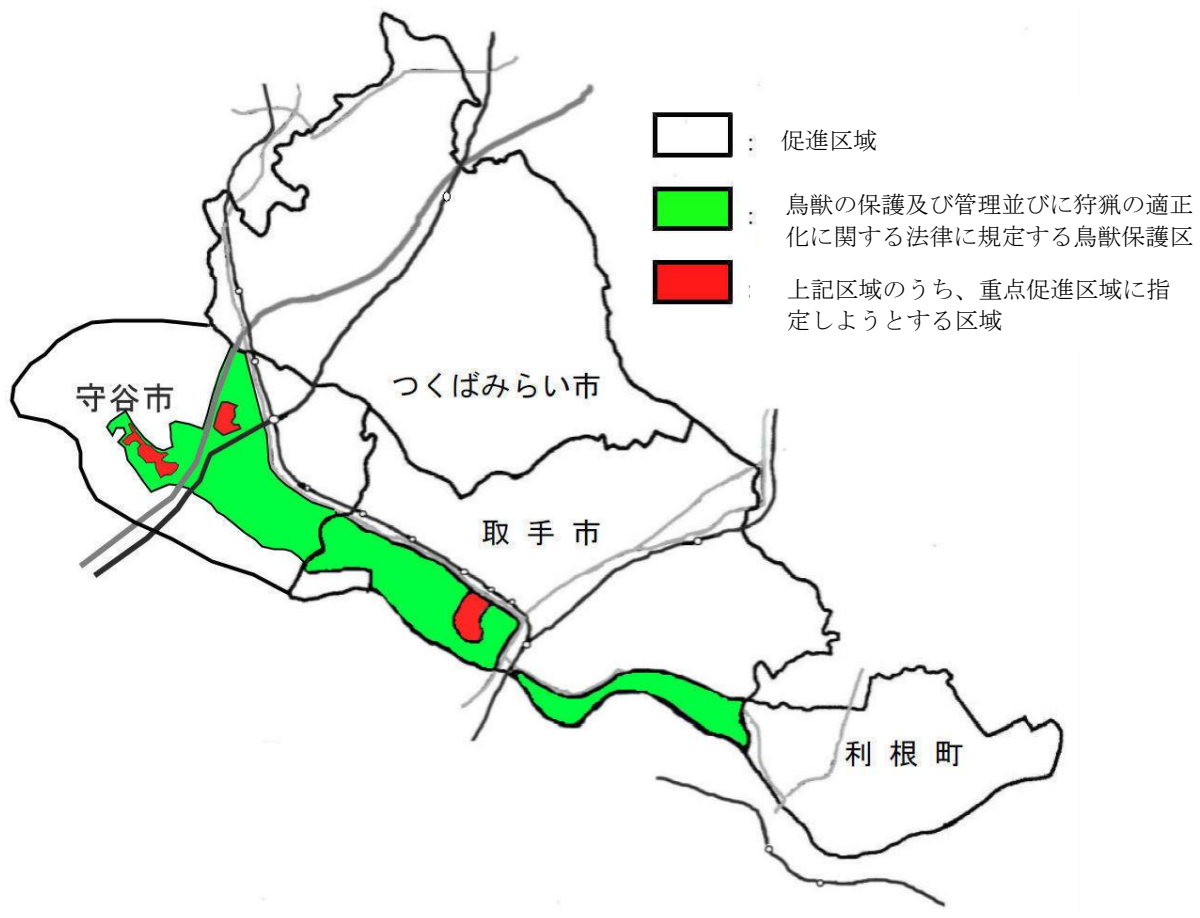 ： 促進区域
： 鳥獣の保護及び管理並びに狩猟の適正
化に関する法律に規定する鳥獣保護区
： 上記区域のうち、重点促進区域に指
定しようとする区域
守谷市
つくばみらい市
取手市
利根町